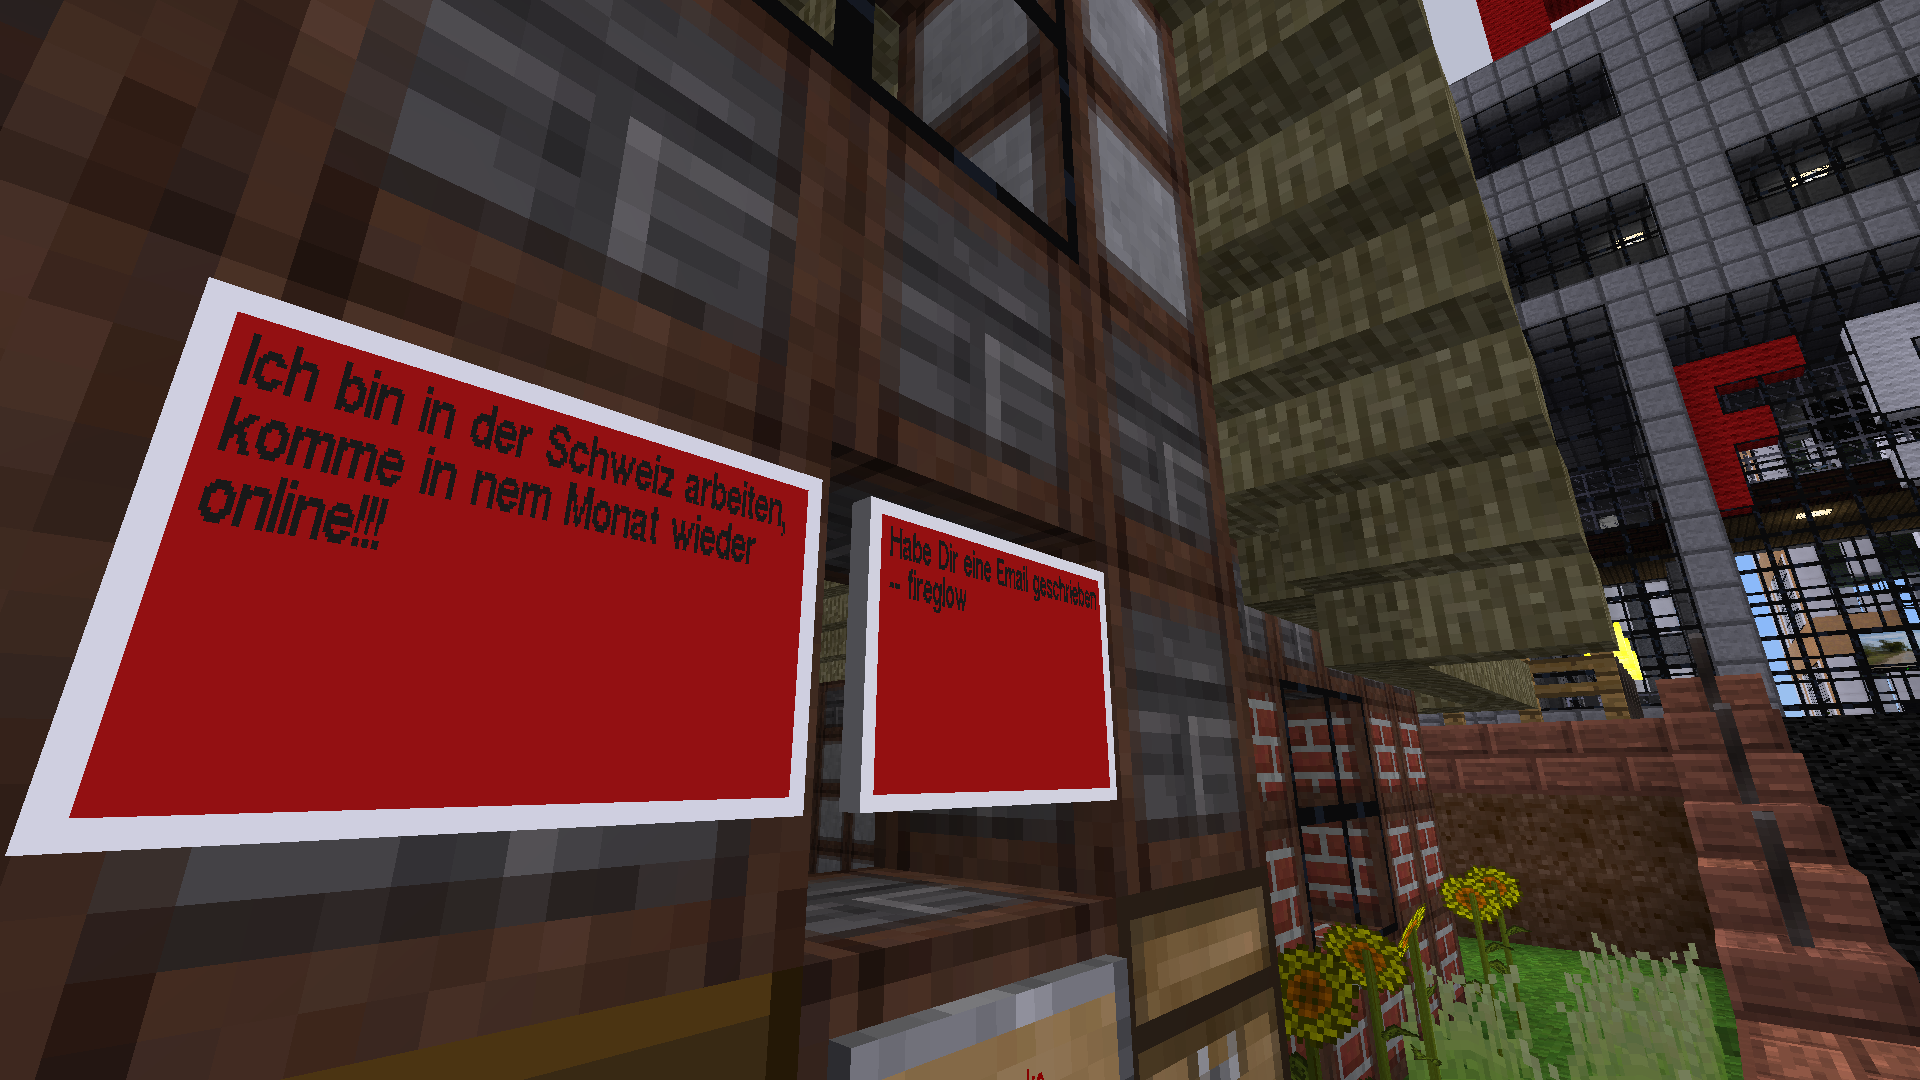 Ich bin in der Schweiz arbeiten,
komme in nem Monat wieder
online!!!
Habe Dir eine Email geschrieben
-- fireglow
F